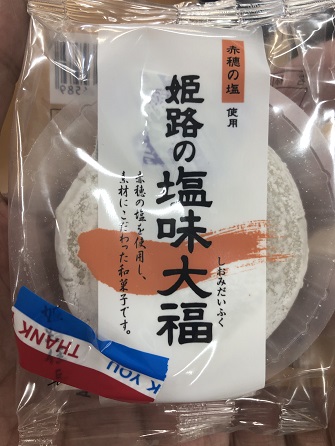 赤穂の塩
使用
姫路の塩味大福
しおみだいふく
赤穂の塩を使用し、
素材にこだわった和菓子です。
THANK
K YOU
4589